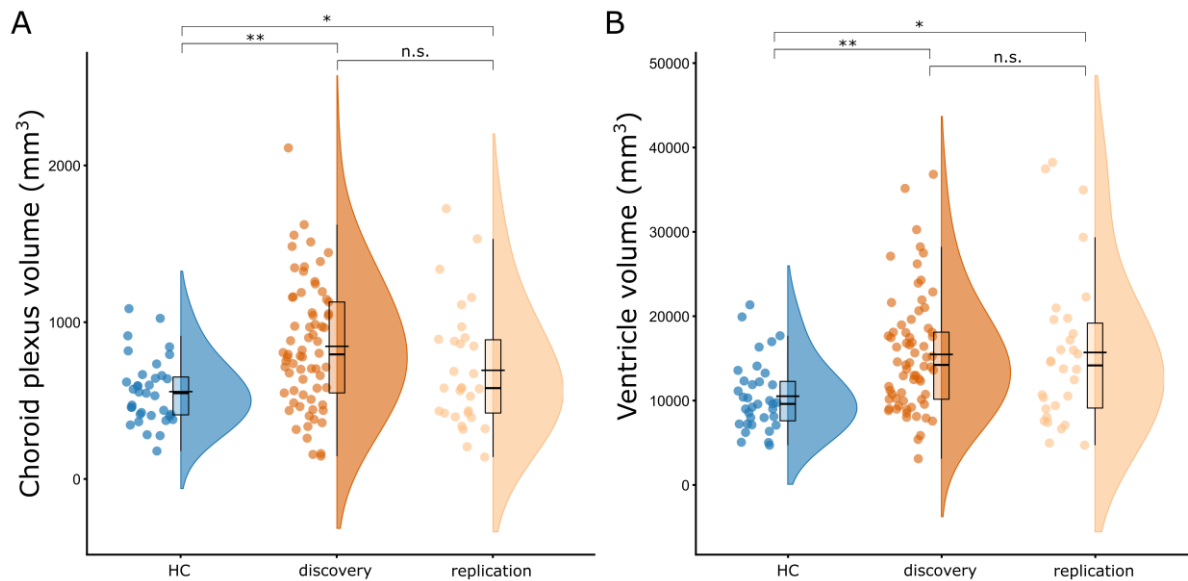 A
*
**
n.s.
Choroid plexus volume (mm³)
2000
1000
0
HC
discovery
replication
B
*
**
n.s.
Ventricle volume (mm³)
50000
40000
30000
20000
10000
0
HC
discovery
replication